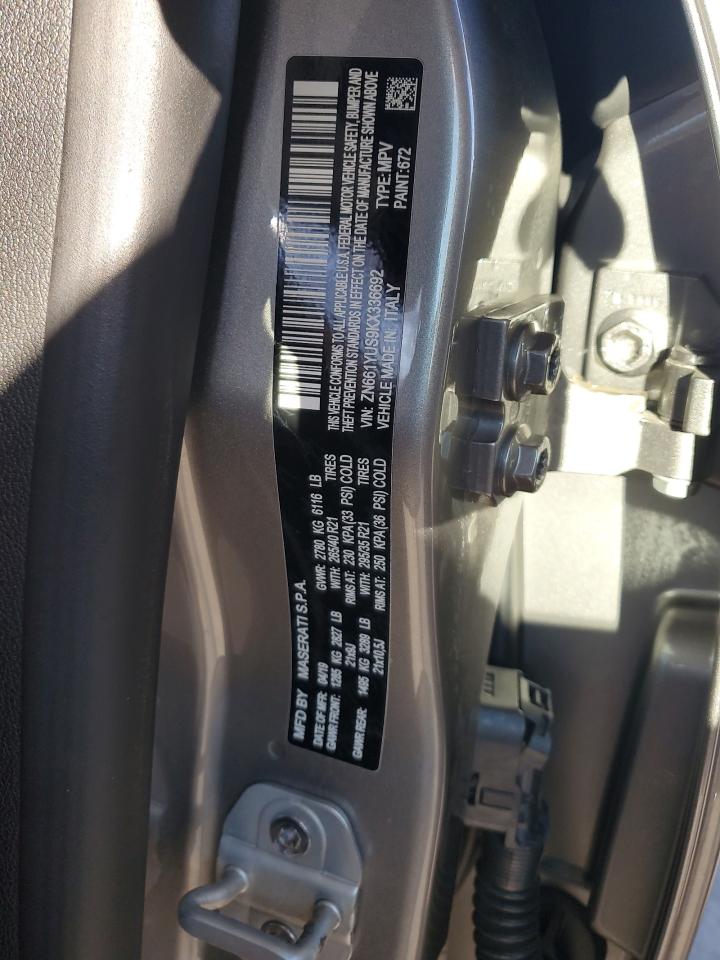 MFD BY MASERATI S.P.A.
DATE OF MFR: 04/19 GVWR: 2780 KG 6116 LB
GAWR FRONT: 1285 KG 2827 LB WITH: 265/40 R21 TIRES
21x9J RIMS AT: 230 KPA(33 PSI) COLD
GAWR REAR: 1495 KG 3289 LB WITH: 295/35 R21 TIRES
21x10,5J RIMS AT: 250 KPA(36 PSI) COLD
THIS VEHICLE CONFORMS TO ALL APPLICABLE U.S.A. FEDERAL MOTOR VEHICLE SAFETY, BUMPER AND
THEFT PREVENTION STANDARDS IN EFFECT ON THE DATE OF MANUFACTURE SHOWN ABOVE
VIN: ZN661YUS9KX336692 TYPE: MPV
VEHICLE MADE IN: ITALY PAINT: 672